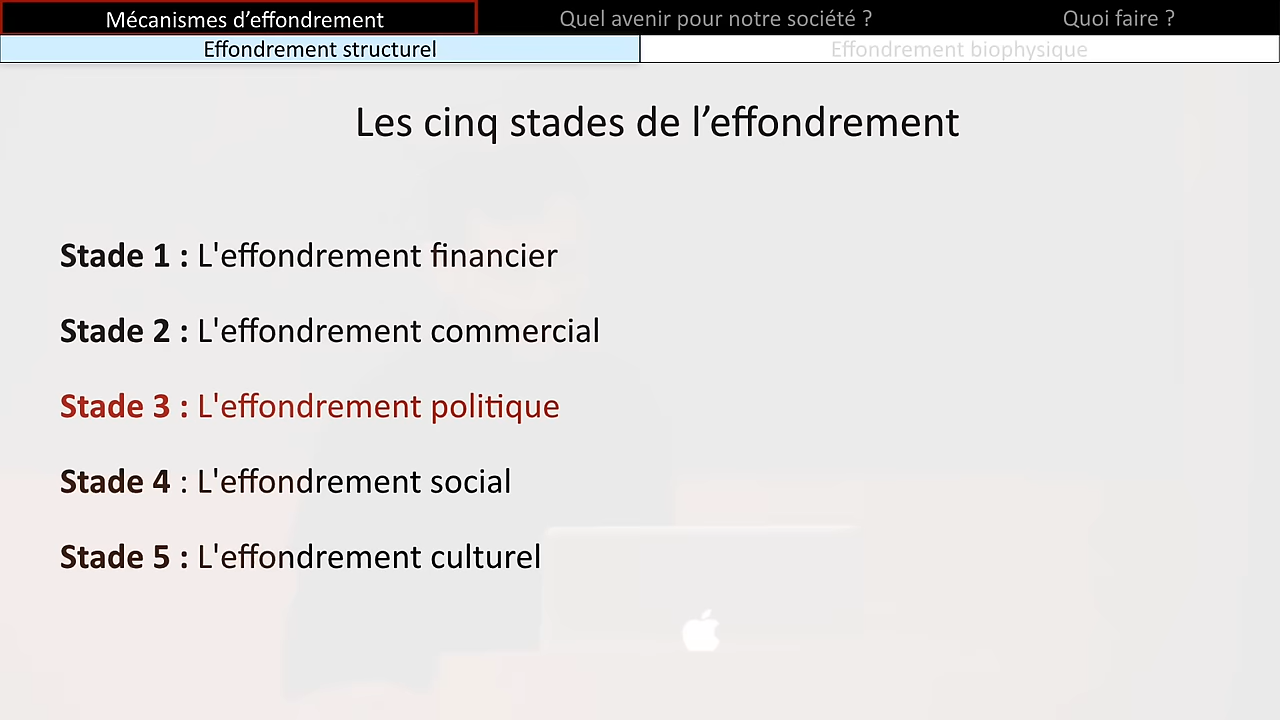 Mécanismes d’effondrement
Quel avenir pour notre société ?
Quoi faire ?
Effondrement structurel
Effondrement biophysique
Les cinq stades de l’effondrement
Stade 1 : L'effondrement financier
Stade 2 : L'effondrement commercial
Stade 3 : L'effondrement politique
Stade 4 : L'effondrement social
Stade 5 : L'effondrement culturel